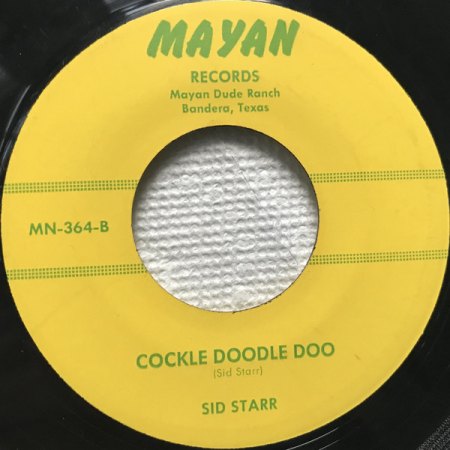 MAYAN
RECORDS
Mayan Dude Ranch
Bandera, Texas
MN-364-B
COCKLE DOODLE DOO
(Sid Starr)
SID STARR